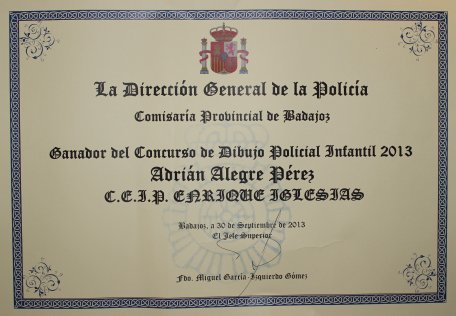 La Dirección General de la Policía
Comisaría Provincial de Badajoz
Ganador del Concurso de Dibujo Policial Infantil 2013
Adrián Alegre Pérez
C.E.I.P. ENRIQUE IGLESIAS
Badajoz, a 30 de Septiembre de 2013
El Jefe Superior
Fdo. Miguel García-Izquierdo Gómez